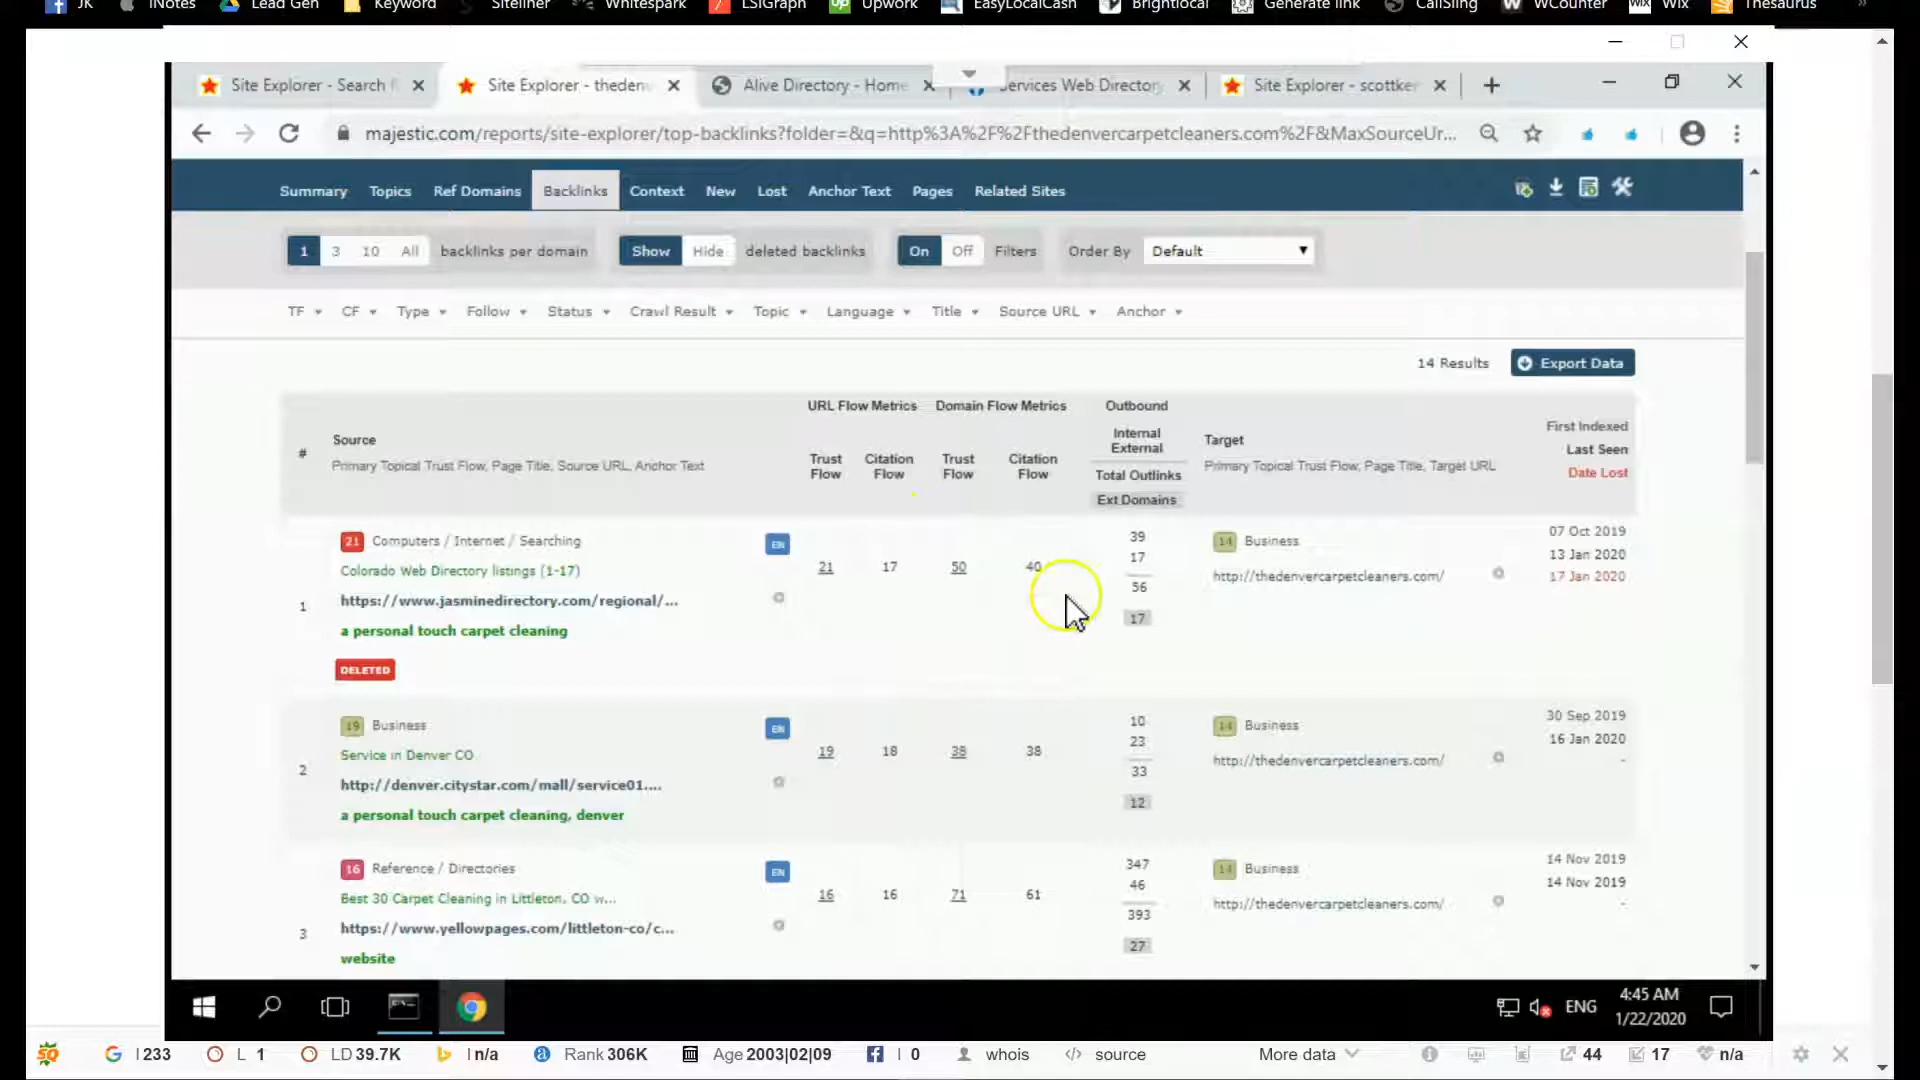 JK iNotes Lead Gen Keyword Siteliner Whitespark LSIGraph Upwork EasyLocalCash Brightlocal Generate link CallSling WCounter Wix Thesaurus »
Site Explorer - Search Site Explorer - theden Alive Directory - Home Services Web Directory Site Explorer - scottker
majestic.com/reports/site-explorer/top-backlinks?folder=&q=http%3A%2F%2Fthedenvercarpetcleaners.com%2F&MaxSourceUr...
Summary Topics Ref Domains Backlinks Context New Lost Anchor Text Pages Related Sites
1 3 10 All backlinks per domain Show Hide deleted backlinks On Off Filters Order By Default
TF CF Type Follow Status Crawl Result Topic Language Title Source URL Anchor
14 Results Export Data
URL Flow Metrics Domain Flow Metrics Outbound
# Source Trust Flow Citation Flow Trust Flow Citation Flow Internal External Target First Indexed
Primary Topical Trust Flow, Page Title, Source URL, Anchor Text Total Outlinks Primary Topical Trust Flow, Page Title, Target URL Last Seen
Ext Domains Date Lost
21 Computers / Internet / Searching EN 39 14 Business 07 Oct 2019
Colorado Web Directory listings (1-17) 21 17 50 40 17 http://thedenvercarpetcleaners.com/ 13 Jan 2020
1 https://www.jasminedirectory.com/regional/... 56 17 Jan 2020
a personal touch carpet cleaning 17
DELETED
19 Business EN 10 14 Business 30 Sep 2019
Service in Denver CO 19 18 38 38 23 http://thedenvercarpetcleaners.com/ 16 Jan 2020
2 http://denver.citystar.com/mall/service01.... 33 -
a personal touch carpet cleaning, denver 12
16 Reference / Directories EN 347 14 Business 14 Nov 2019
Best 30 Carpet Cleaning in Littleton, CO w... 16 16 71 61 46 http://thedenvercarpetcleaners.com/ 14 Nov 2019
3 https://www.yellowpages.com/littleton-co/c... 393 -
website 27
ENG 4:45 AM
1/22/2020
SQ G I 233 L 1 LD 39.7K I n/a Rank 306K Age 2003|02|09 I 0 whois source More data 44 17 n/a